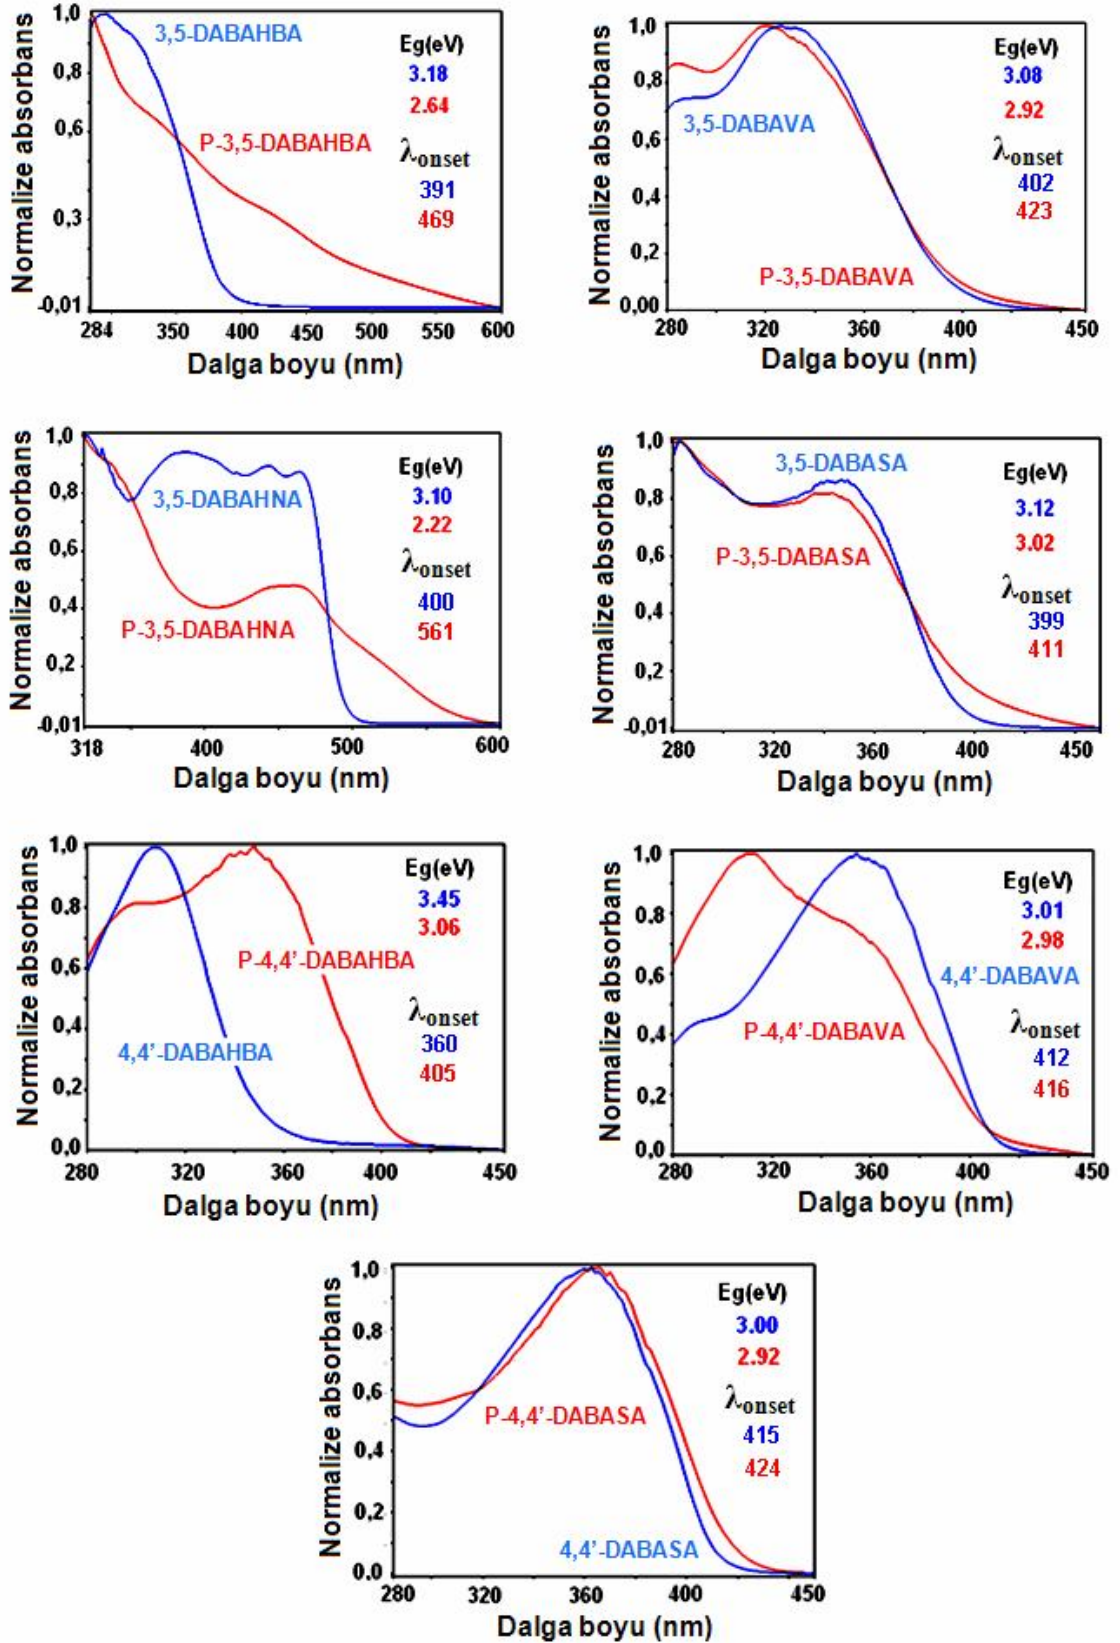 Normalize absorbans
1,0
0,8
0,6
0,3
-0,01
3,5-DABAHBA
P-3,5-DABAHBA
Eg(eV)
3.18
2.64
λonset
391
469
284 350 400 450 500 550 600
Dalga boyu (nm)
Normalize absorbans
1,0
0,8
0,6
0,4
0,2
0,00
3,5-DABAVA
P-3,5-DABAVA
Eg(eV)
3.08
2.92
λonset
402
423
280 320 360 400 450
Dalga boyu (nm)
Normalize absorbans
1,0
0,8
0,6
0,4
0,2
-0,01
3,5-DABAHNA
P-3,5-DABAHNA
Eg(eV)
3.10
2.22
λonset
400
561
318 400 500 600
Dalga boyu (nm)
Normalize absorbans
1,0
0,8
0,6
0,4
0,2
-0,01
3,5-DABASA
P-3,5-DABASA
Eg(eV)
3.12
3.02
λonset
399
411
280 320 360 400 450
Dalga boyu (nm)
Normalize absorbans
1,0
0,8
0,6
0,4
0,2
0,0
P-4,4’-DABAHBA
4,4’-DABAHBA
Eg(eV)
3.45
3.06
λonset
360
405
280 320 360 400 450
Dalga boyu (nm)
Normalize absorbans
1,0
0,8
0,6
0,4
0,2
0,0
4,4’-DABAVA
P-4,4’-DABAVA
Eg(eV)
3.01
2.98
λonset
412
416
280 320 360 400 450
Dalga boyu (nm)
Normalize absorbans
1,0
0,8
0,6
0,4
0,2
0.0
P-4,4’-DABASA
4,4’-DABASA
Eg(eV)
3.00
2.92
λonset
415
424
280 320 360 400 450
Dalga boyu (nm)